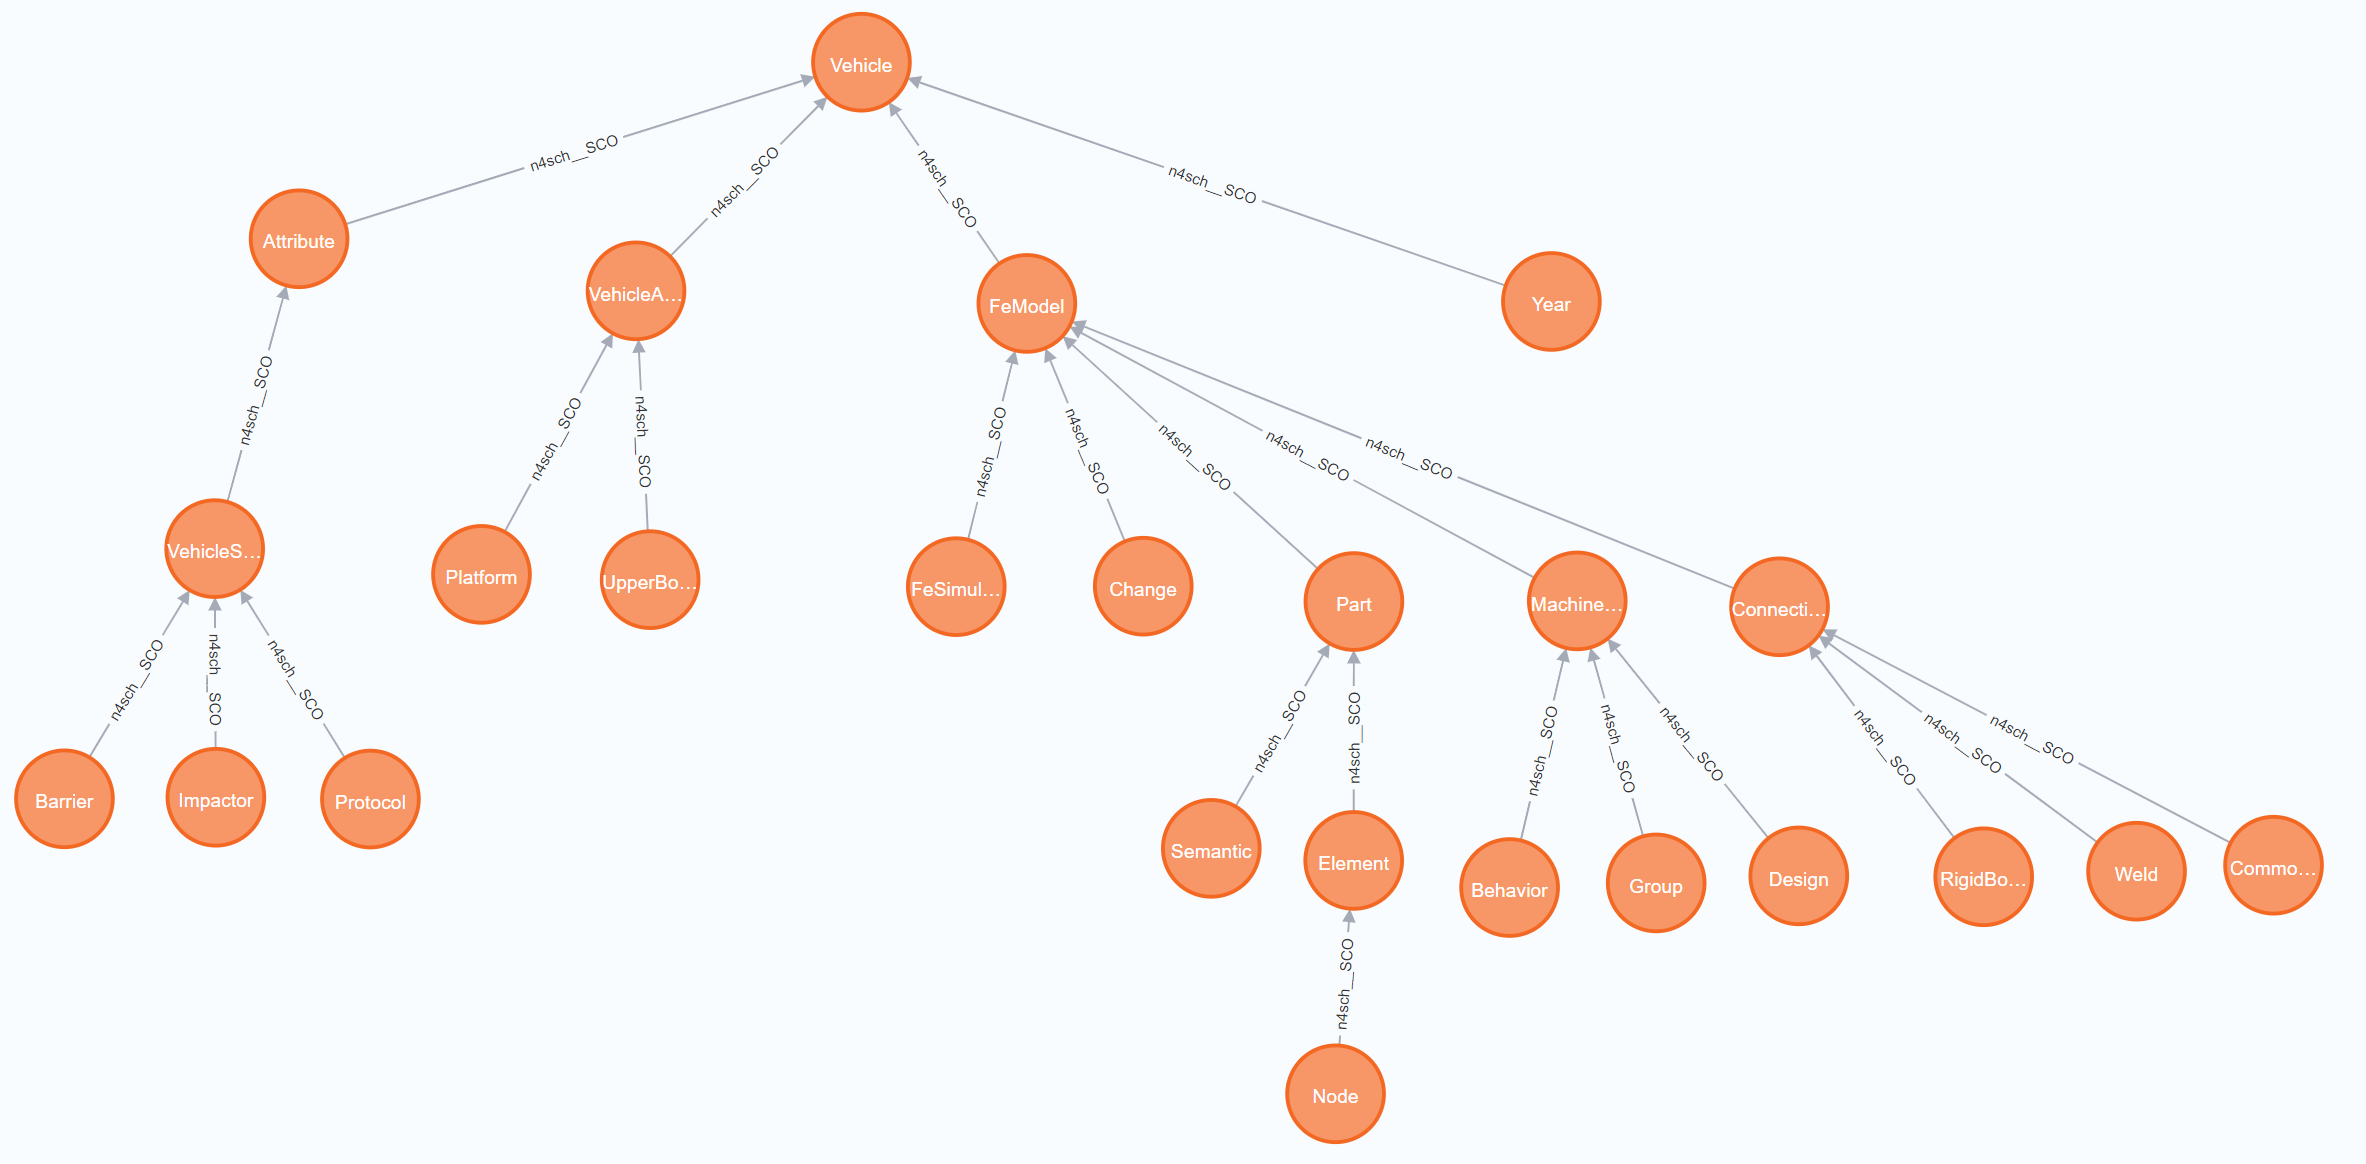 Vehicle
n4sch__SCO
n4sch__SCO
n4sch__SCO
n4sch__SCO
Attribute
VehicleA...
FeModel
Year
n4sch__SCO
n4sch__SCO
n4sch__SCO
n4sch__SCO
n4sch__SCO
n4sch__SCO
n4sch__SCO
n4sch__SCO
VehicleS...
Platform
UpperBo...
FeSimul...
Change
Part
Machine...
Connecti...
n4sch__SCO
n4sch__SCO
n4sch__SCO
n4sch__SCO
n4sch__SCO
n4sch__SCO
n4sch__SCO
n4sch__SCO
n4sch__SCO
n4sch__SCO
n4sch__SCO
Barrier
Impactor
Protocol
Semantic
Element
Behavior
Group
Design
RigidBo...
Weld
Commo...
n4sch__SCO
Node